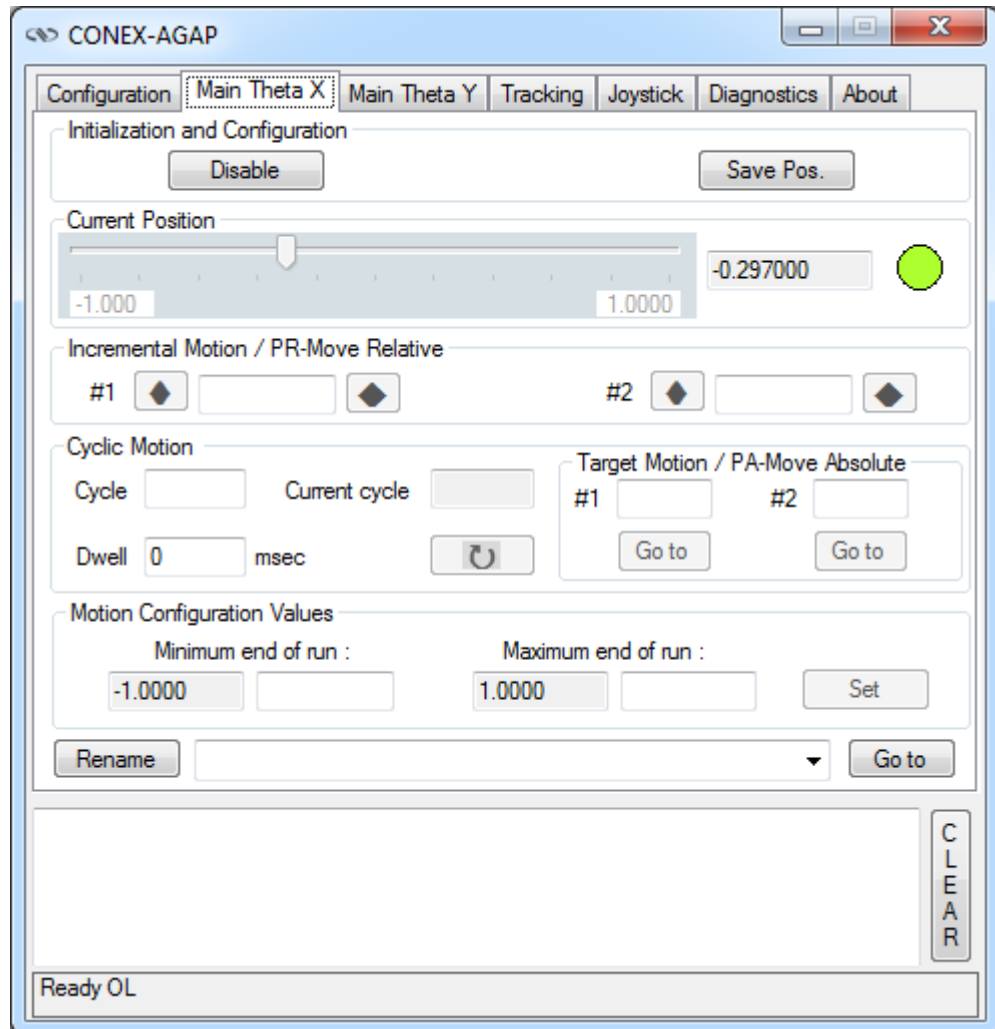 CONEX-AGAP
Configuration Main Theta X Main Theta Y Tracking Joystick Diagnostics About
Initialization and Configuration
Disable Save Pos.
Current Position
-0.297000
-1.000 1.0000
Incremental Motion / PR-Move Relative
#1 #2
Cyclic Motion
Target Motion / PA-Move Absolute
Cycle Current cycle #1 #2
Dwell 0 msec Go to Go to
Motion Configuration Values
Minimum end of run : Maximum end of run :
-1.0000 1.0000 Set
Rename Go to
CLEAR
Ready OL